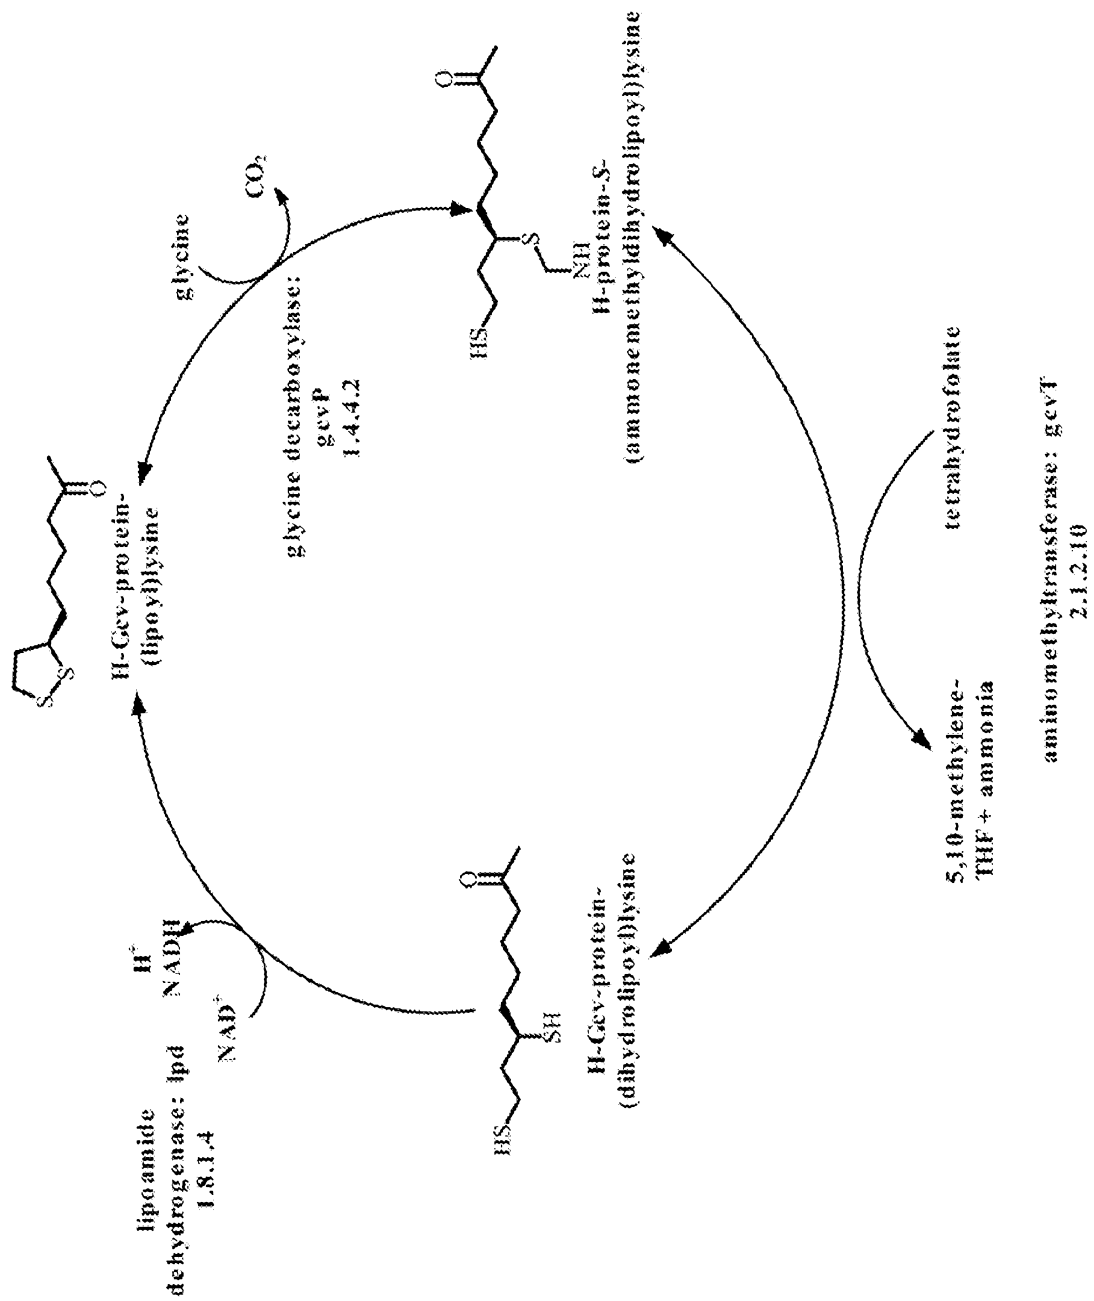 O
S
S
H-Gcv-protein-
(lipoyl)lysine
glycine
CO₂
glycine decarboxylase:
gcvP
1.4.4.2
O
HS
S
NH
H-protein-S-
(ammonemethyldihydrolipoyl)lysine
tetrahydrofolate
5,10-methylene-
THF + ammonia
aminomethyltransferase: gcvT
2.1.2.10
O
HS
SH
H-Gcv-protein-
(dihydrolipoyl)lysine
lipoamide
dehydrogenase: lpd
1.8.1.4
NAD⁺
H⁺
NADH